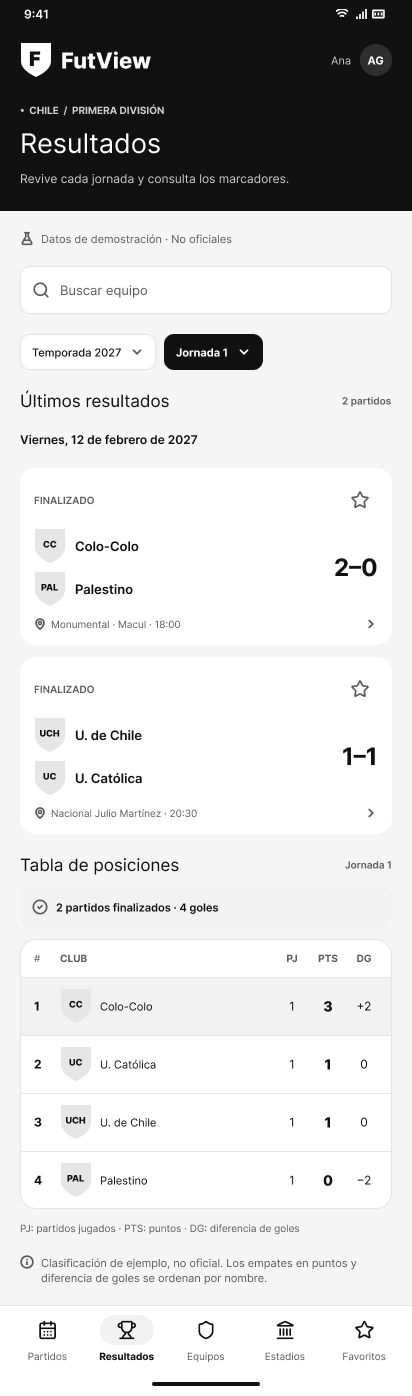 9:41
F FutView
Ana AG
• CHILE / PRIMERA DIVISIÓN
Resultados
Revive cada jornada y consulta los marcadores.
Datos de demostración · No oficiales
Buscar equipo
Temporada 2027 Jornada 1
Últimos resultados 2 partidos
Viernes, 12 de febrero de 2027
FINALIZADO
CC Colo-Colo
2–0
PAL Palestino
Monumental · Macul · 18:00
FINALIZADO
UCH U. de Chile
1–1
UC U. Católica
Nacional Julio Martínez · 20:30
Tabla de posiciones Jornada 1
2 partidos finalizados · 4 goles
# CLUB PJ PTS DG
1 CC Colo-Colo 1 3 +2
2 UC U. Católica 1 1 0
3 UCH U. de Chile 1 1 0
4 PAL Palestino 1 0 −2
PJ: partidos jugados · PTS: puntos · DG: diferencia de goles
Clasificación de ejemplo, no oficial. Los empates en puntos y
diferencia de goles se ordenan por nombre.
Partidos Resultados Equipos Estadios Favoritos